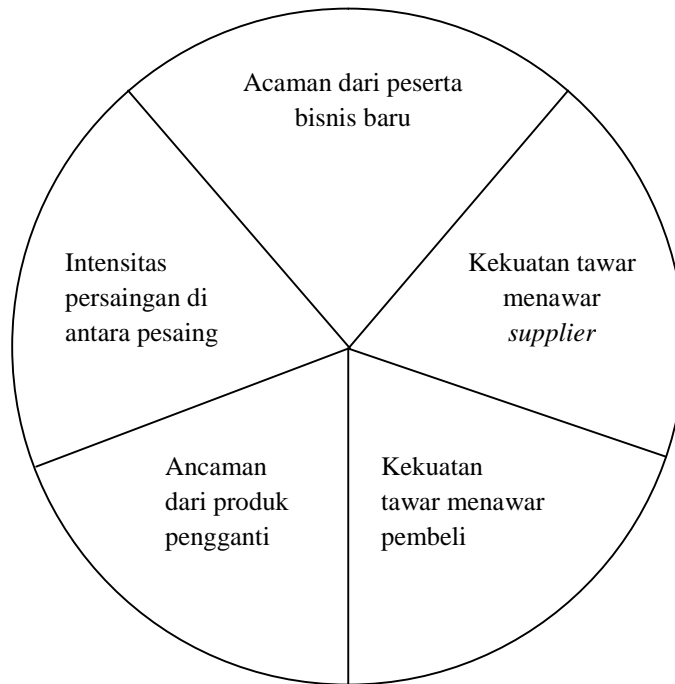 Acaman dari peserta
bisnis baru
Kekuatan tawar
menawar
supplier
Kekuatan
tawar menawar
pembeli
Ancaman
dari produk
pengganti
Intensitas
persaingan di
antara pesaing